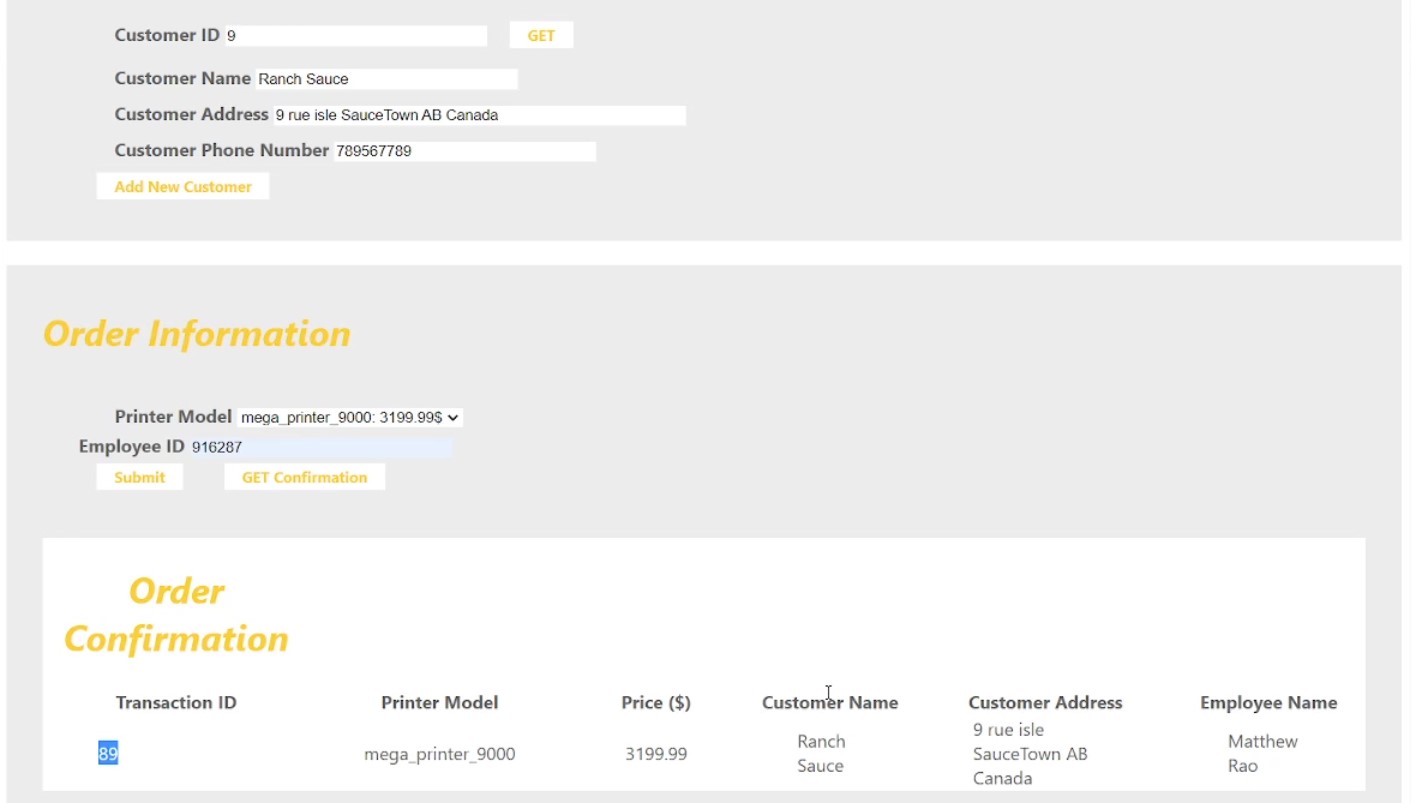 Customer ID 9 GET
Customer Name Ranch Sauce
Customer Address 9 rue isle SauceTown AB Canada
Customer Phone Number 789567789
Add New Customer
Order Information
Printer Model mega_printer_9000: 3199.99$
Employee ID 916287
Submit GET Confirmation
Order
Confirmation
Transaction ID Printer Model Price ($) Customer Name Customer Address Employee Name
89 mega_printer_9000 3199.99 Ranch Sauce 9 rue isle SauceTown AB Canada Matthew Rao